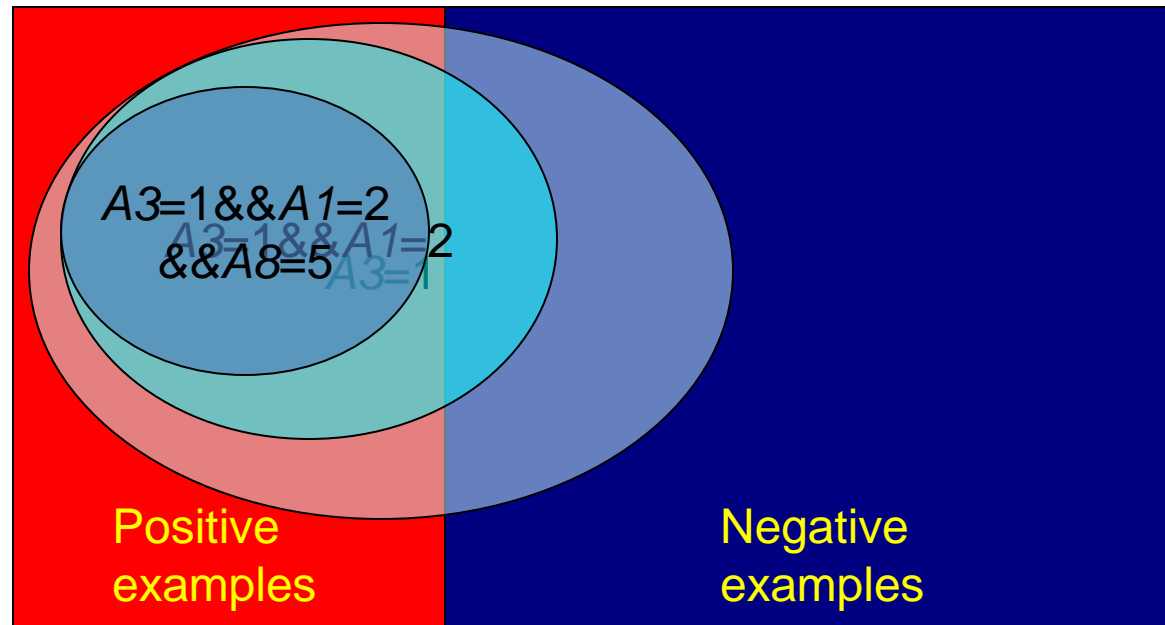 A3=1&&A1=2
A3=1&&A1=2
&&A8=5
A3=1
Positive
examples
Negative
examples